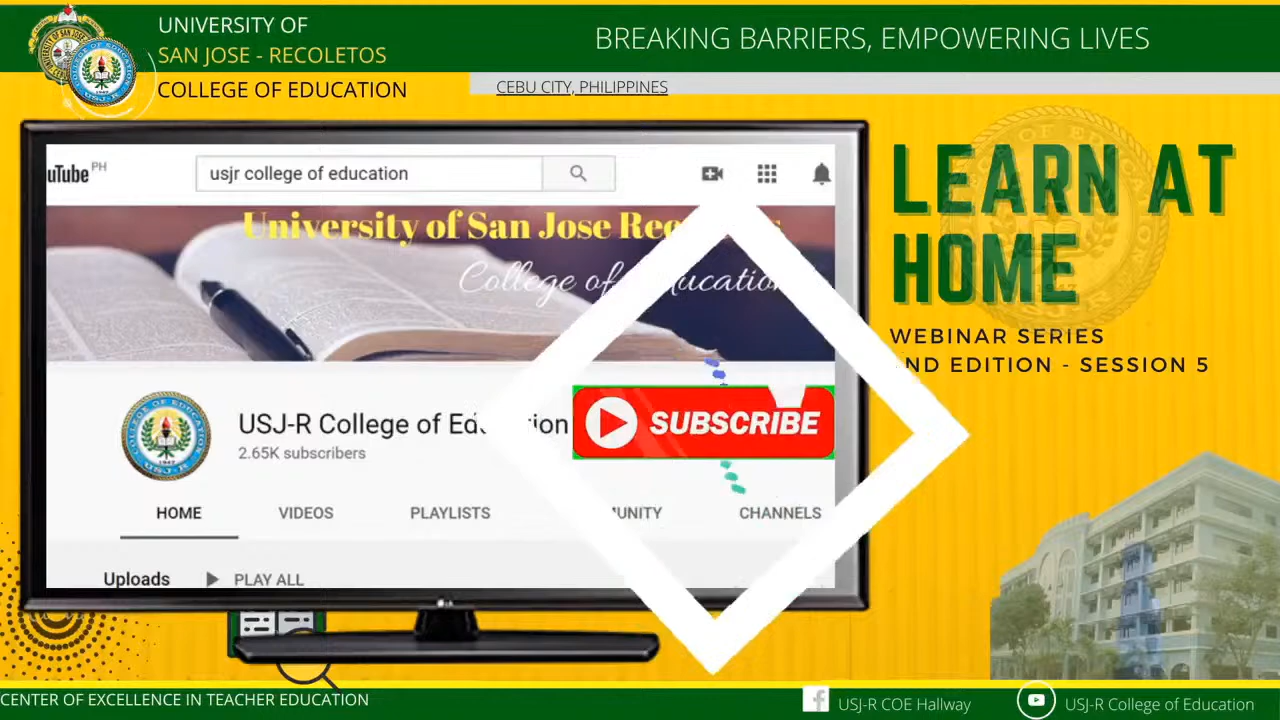 UNIVERSITY OF
SAN JOSE - RECOLETOS
COLLEGE OF EDUCATION
BREAKING BARRIERS, EMPOWERING LIVES
CEBU CITY, PHILIPPINES
uTube PH
usjr college of education
University of San Jose
College of
LEARN AT
HOME
WEBINAR SERIES
ND EDITION - SESSION 5
USJ-R College of
2.65K subscribers
SUBSCRIBE
HOME VIDEOS PLAYLISTS UNITY CHANNELS
Uploads PLAY ALL
LG
CENTER OF EXCELLENCE IN TEACHER EDUCATION
USJ-R COE Hallway
USJ-R College of Education